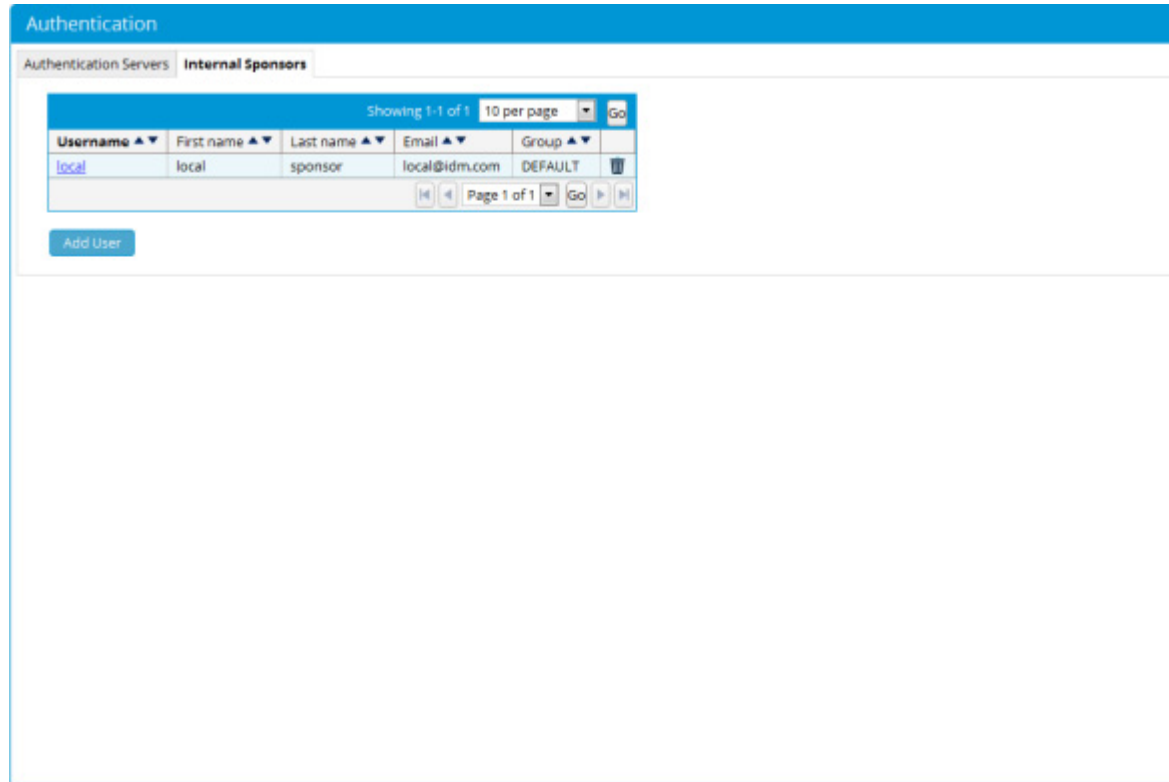 Authentication
Authentication Servers Internal Sponsors
Showing 1-1 of 1 10 per page Go
Username First name Last name Email Group
local local sponsor local@idm.com DEFAULT
Page 1 of 1 Go
Add User